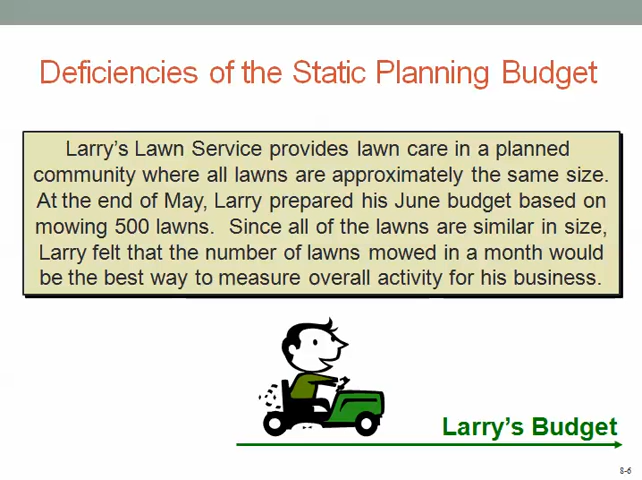 Deficiencies of the Static Planning Budget
Larry's Lawn Service provides lawn care in a planned
community where all lawns are approximately the same size.
At the end of May, Larry prepared his June budget based on
mowing 500 lawns.  Since all of the lawns are similar in size,
Larry felt that the number of lawns mowed in a month would
be the best way to measure overall activity for his business.
Larry's Budget
8-6